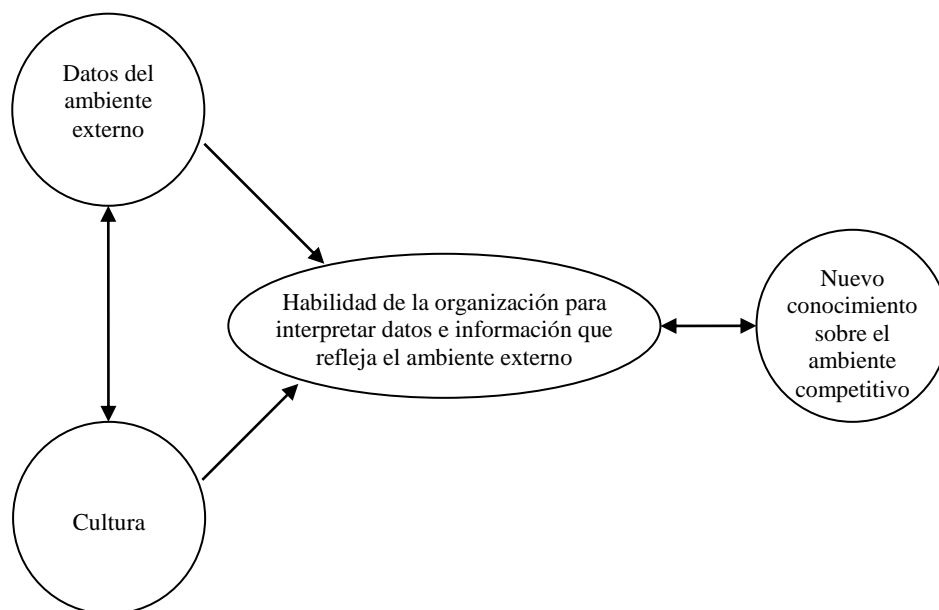 Datos del
ambiente
externo
Habilidad de la organización para
interpretar datos e información que
refleja el ambiente externo
Nuevo
conocimiento
sobre el
ambiente
competitivo
Cultura